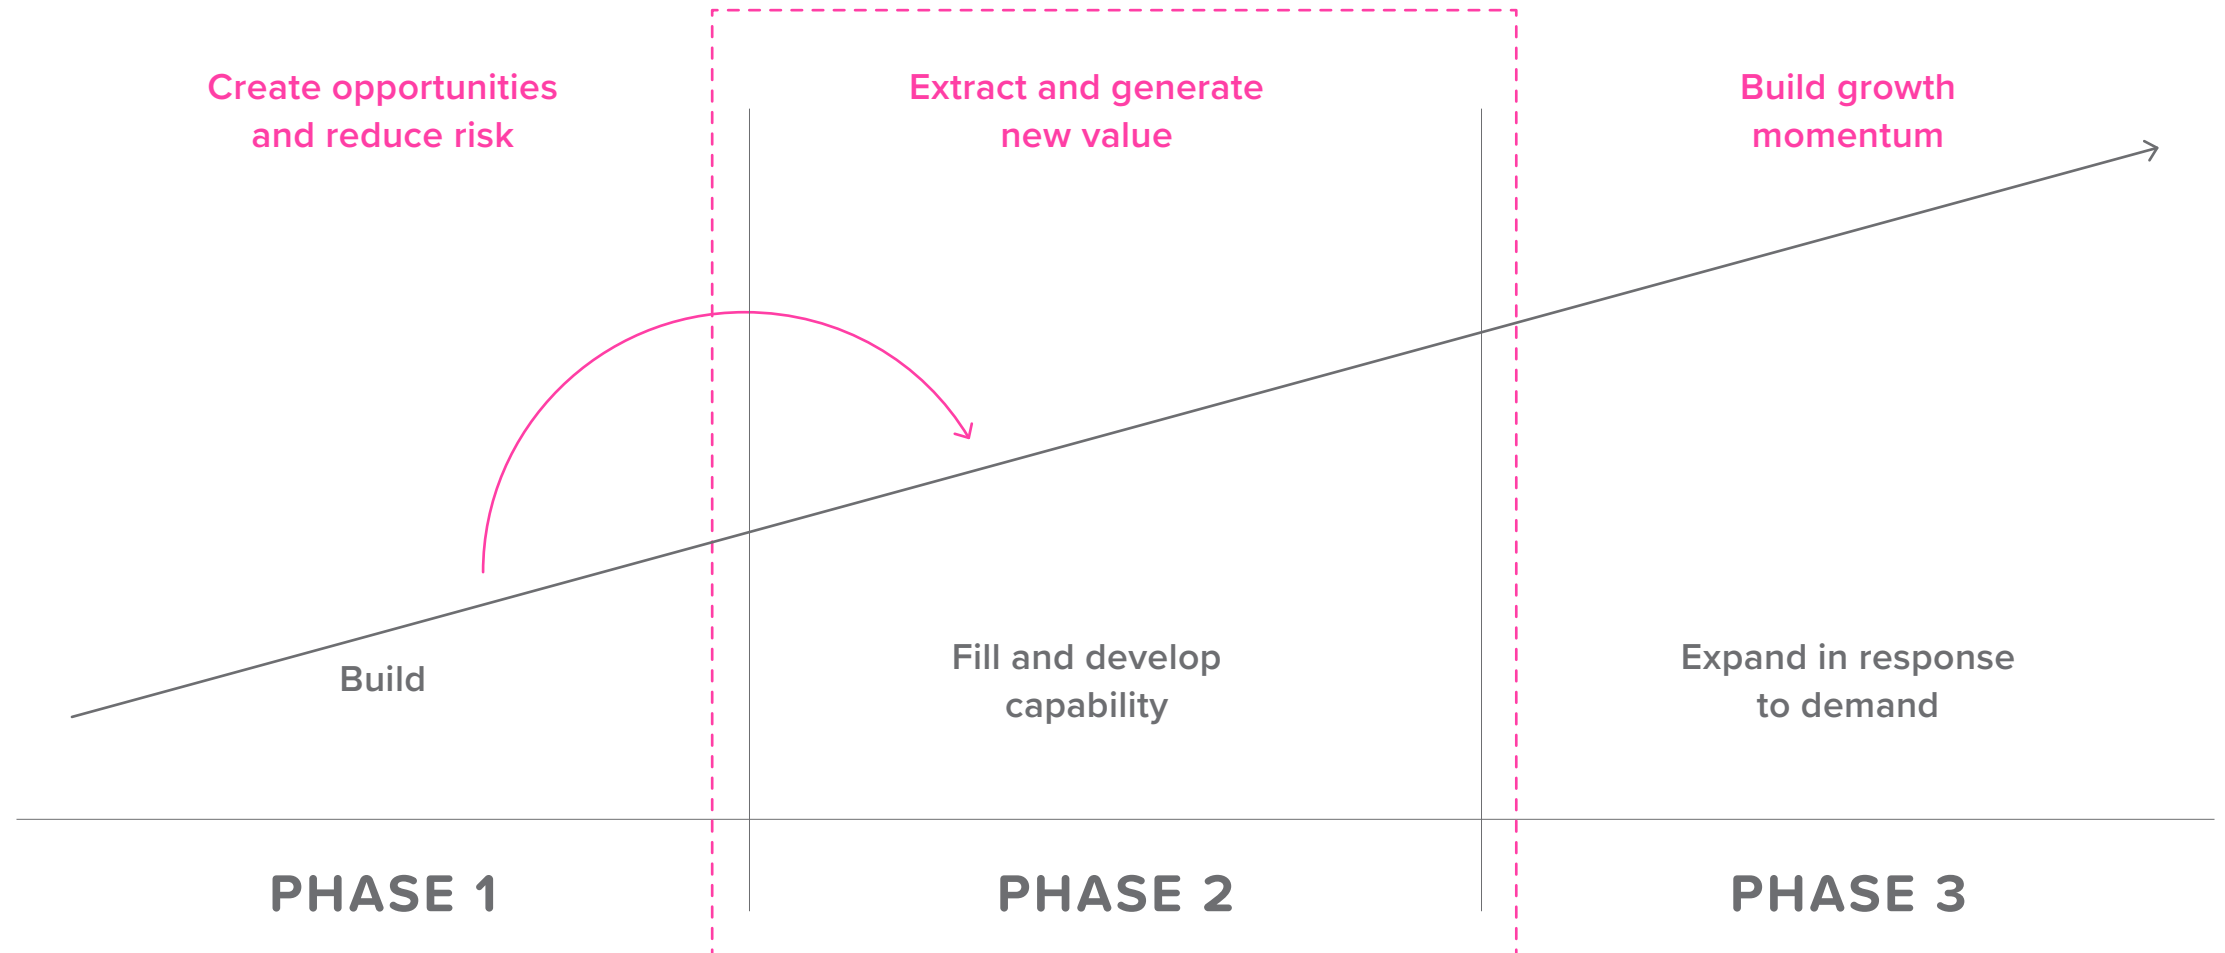 Create opportunities
and reduce risk
Extract and generate
new value
Build growth
momentum
Build
Fill and develop
capability
Expand in response
to demand
PHASE 1
PHASE 2
PHASE 3